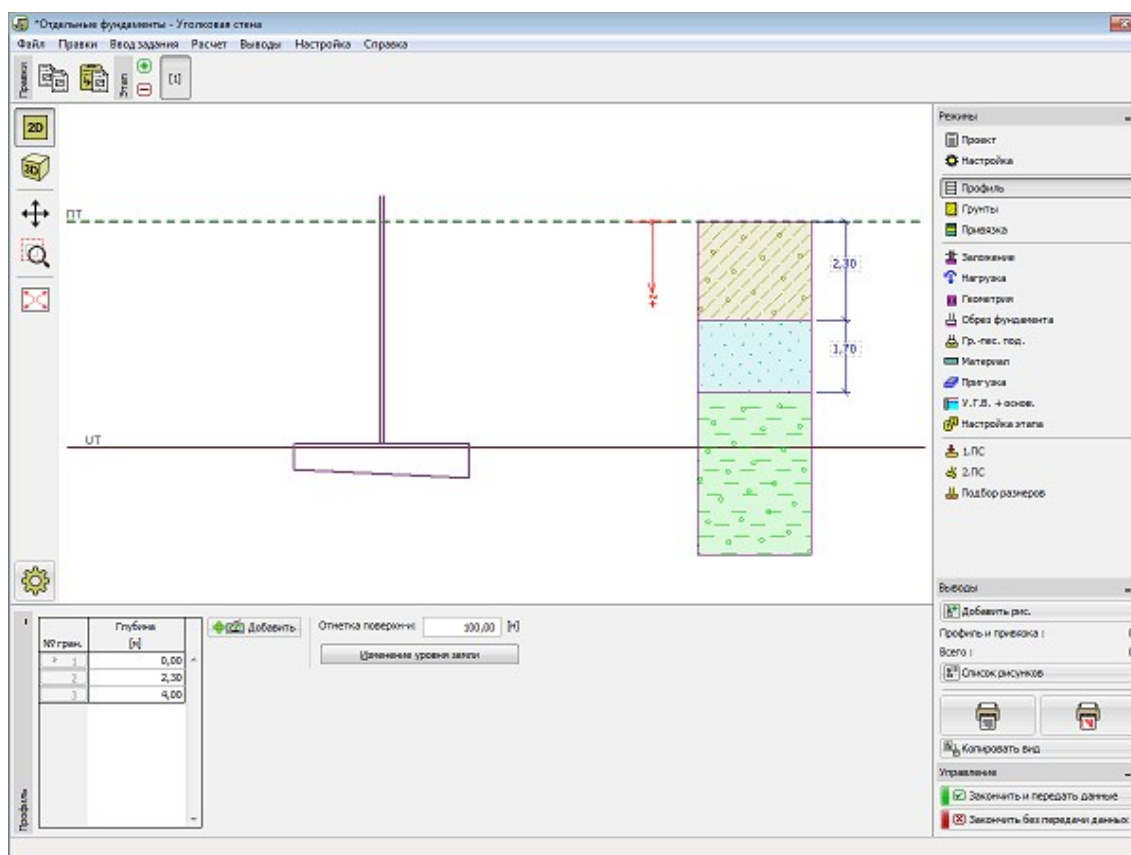 *Отдельные фундаменты - Уголковая стена
Файл Правки Ввод задания Расчет Выводы Настройка Справка
Правки
Этап
[1]
2D
3D
ПТ
UT
+z
2,30
1,70
Режимы
Проект
Настройка
Профиль
Грунты
Привязка
Заложение
Нагрузка
Геометрия
Обрез фундамента
Гр.-пес. под.
Материал
Пригузка
У.Г.В. + основ.
Настройка этапа
1.ПС
2.ПС
Подбор размеров
Выводы
Добавить рис.
Профиль и привязка :
Всего :
Список рисунков
Копировать вид
Управление
Закончить и передать данные
Закончить без передачи данных
Профиль
№ гран.
Глубина
[м]
1 0,00
2 2,30
3 4,00
Добавить
Отметка поверхни: 100,00 [м]
Изменение уровня земли